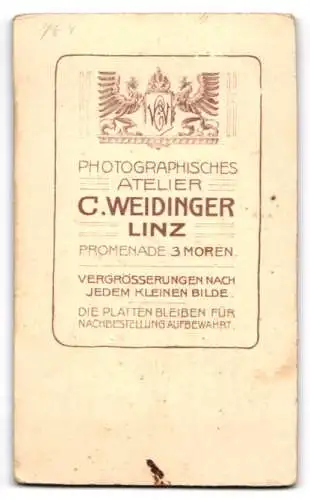 PHOTOGRAPHISCHES
ATELIER
C. WEIDINGER
LINZ
PROMENADE 3 MOREN.
VERGRÖSSERUNGEN NACH
JEDEM KLEINEN BILDE.
DIE PLATTEN BLEIBEN FÜR
NACHBESTELLUNG AUFBEWAHRT.